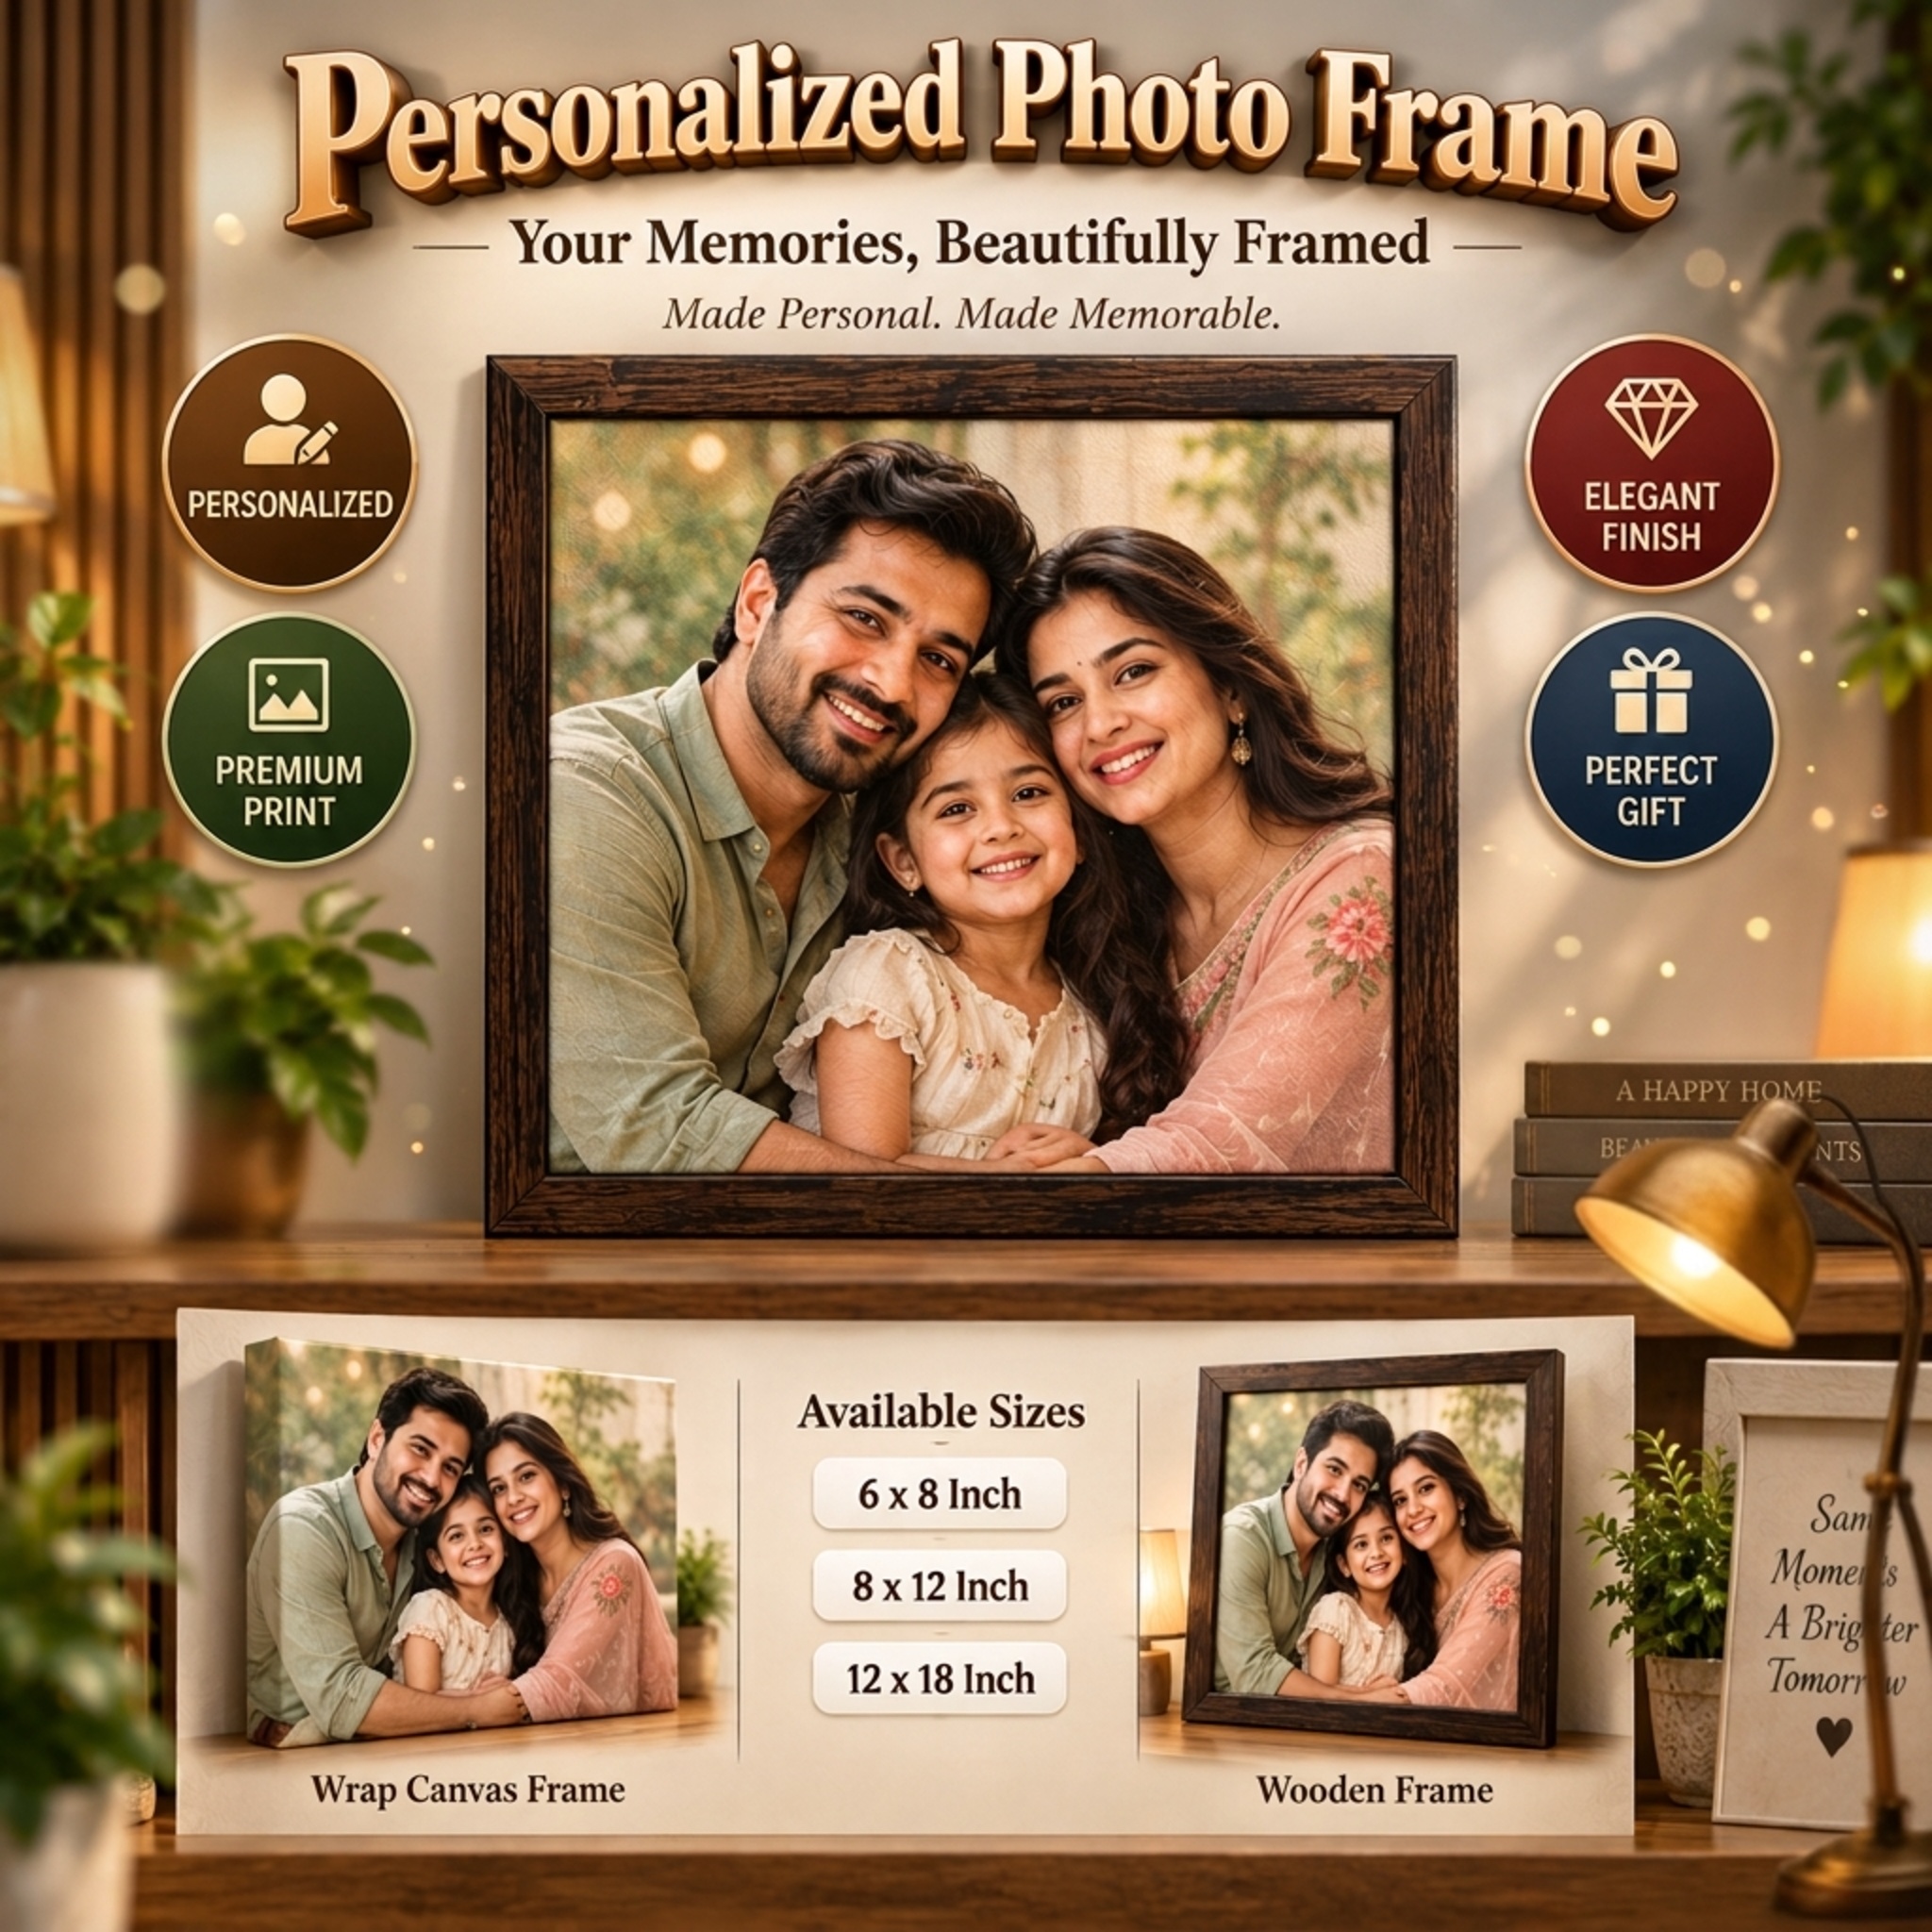 Personalized Photo Frame
Your Memories, Beautifully Framed
Made Personal. Made Memorable.
PERSONALIZED
PREMIUM
PRINT
ELEGANT
FINISH
PERFECT
GIFT
A HAPPY HOME
Available Sizes
6 x 8 Inch
8 x 12 Inch
12 x 18 Inch
Wrap Canvas Frame
Wooden Frame
A